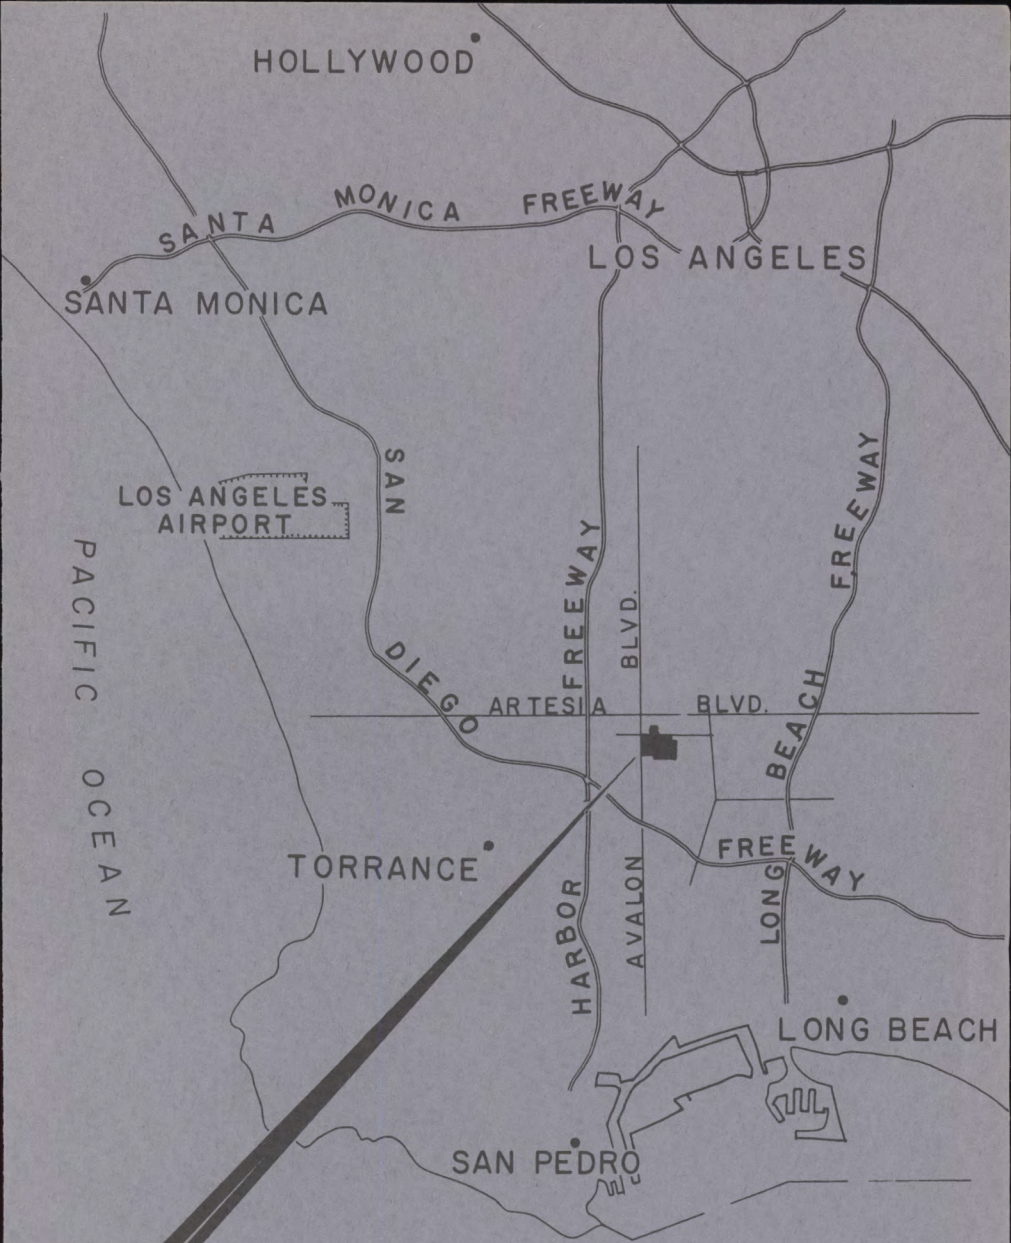 HOLLYWOOD
SANTA MONICA FREEWAY
LOS ANGELES
SANTA MONICA
SAN DIEGO FREEWAY
LOS ANGELES
AIRPORT
PACIFIC OCEAN
HARBOR FREEWAY
AVALON BLVD.
LONG BEACH FREEWAY
ARTESIA BLVD.
TORRANCE
LONG BEACH
SAN PEDRO